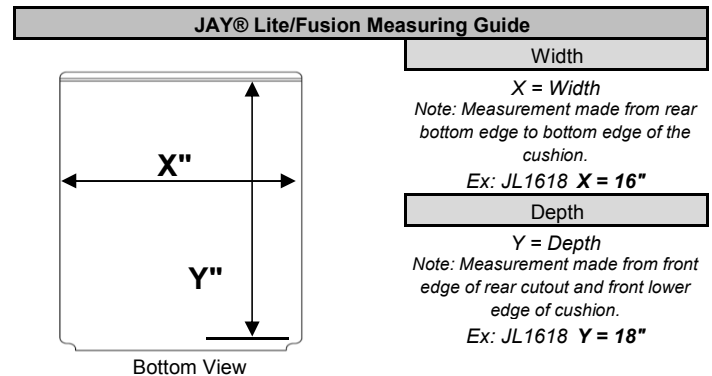 JAY® Lite/Fusion Measuring Guide
Width
X = Width
Note: Measurement made from rear
bottom edge to bottom edge of the
cushion.
Ex: JL1618 X = 16"
Depth
Y = Depth
Note: Measurement made from front
edge of rear cutout and front lower
edge of cushion.
Ex: JL1618 Y = 18"
X"
Y"
Bottom View